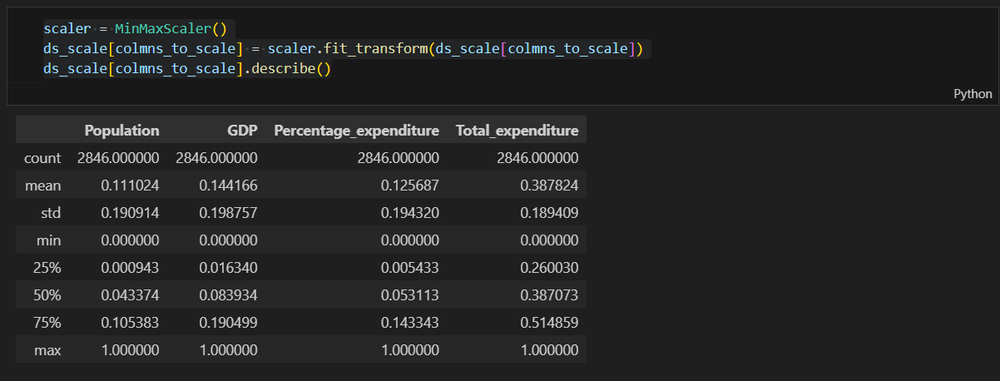 scaler = MinMaxScaler()
ds_scale[colmns_to_scale] = scaler.fit_transform(ds_scale[colmns_to_scale])
ds_scale[colmns_to_scale].describe()
Python
Population GDP Percentage_expenditure Total_expenditure
count 2846.000000 2846.000000 2846.000000 2846.000000
mean 0.111024 0.144166 0.125687 0.387824
std 0.190914 0.198757 0.194320 0.189409
min 0.000000 0.000000 0.000000 0.000000
25% 0.000943 0.016340 0.005433 0.260030
50% 0.043374 0.083934 0.053113 0.387073
75% 0.105383 0.190499 0.143343 0.514859
max 1.000000 1.000000 1.000000 1.000000